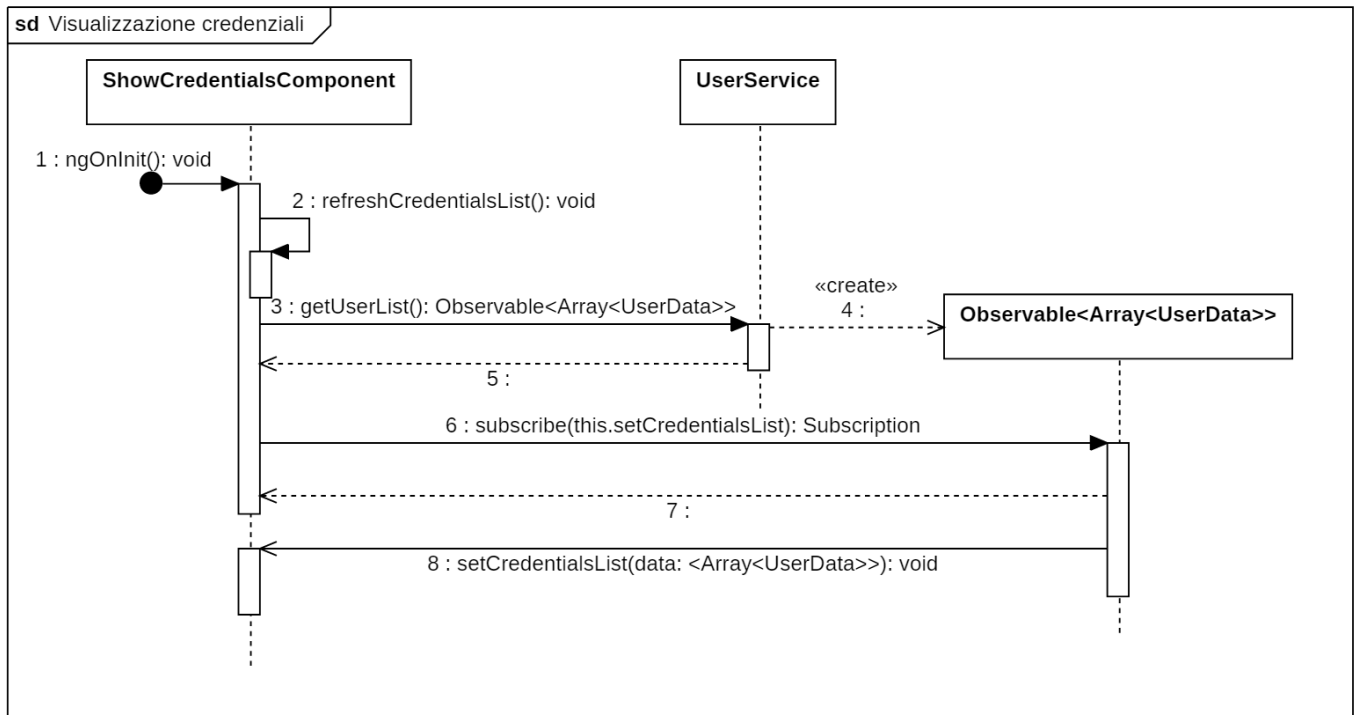 sd Visualizzazione credenziali
ShowCredentialsComponent
UserService
1 : ngOnInit(): void
2 : refreshCredentialsList(): void
«create»
3 : getUserList(): Observable<Array<UserData>>
4 :
Observable<Array<UserData>>
5 :
6 : subscribe(this.setCredentialsList): Subscription
7 :
8 : setCredentialsList(data: <Array<UserData>>): void